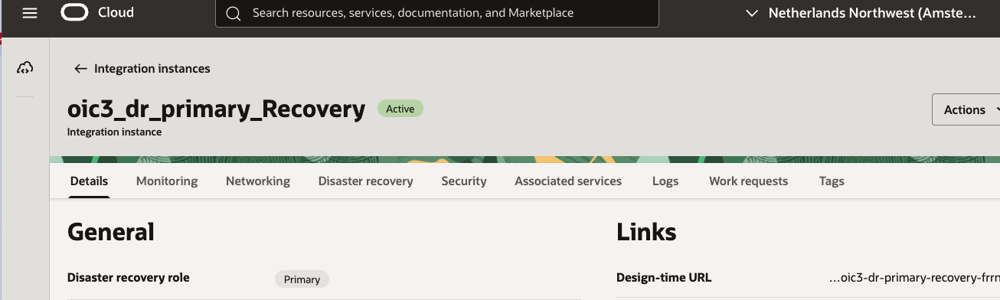 Cloud
Search resources, services, documentation, and Marketplace
Netherlands Northwest (Amste...
Integration instances
oic3_dr_primary_Recovery
Active
Integration instance
Actions
Details Monitoring Networking Disaster recovery Security Associated services Logs Work requests Tags
General
Links
Disaster recovery role Primary
Design-time URL ...oic3-dr-primary-recovery-frrn